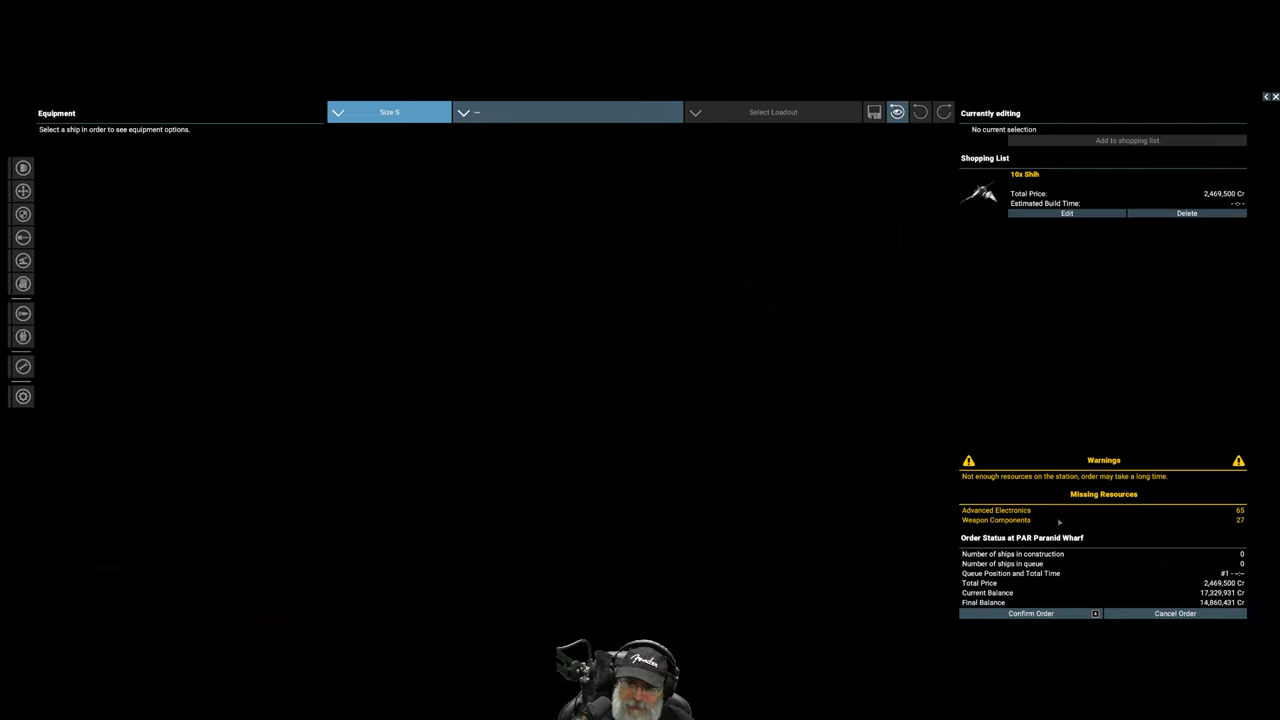 Equipment
Select a ship in order to see equipment options.
Size S
--
Select Loadout
Currently editing
No current selection
Add to shopping list
Shopping List
10x Shih
Total Price: 2,469,500 Cr
Estimated Build Time: --:--
Edit
Delete
Warnings
Not enough resources on the station, order may take a long time.
Missing Resources
Advanced Electronics 65
Weapon Components 27
Order Status at PAR Paranid Wharf
Number of ships in construction 0
Number of ships in queue 0
Queue Position and Total Time #1 - --:--
Total Price 2,469,500 Cr
Current Balance 17,329,931 Cr
Final Balance 14,860,431 Cr
Confirm Order
Cancel Order
Fender